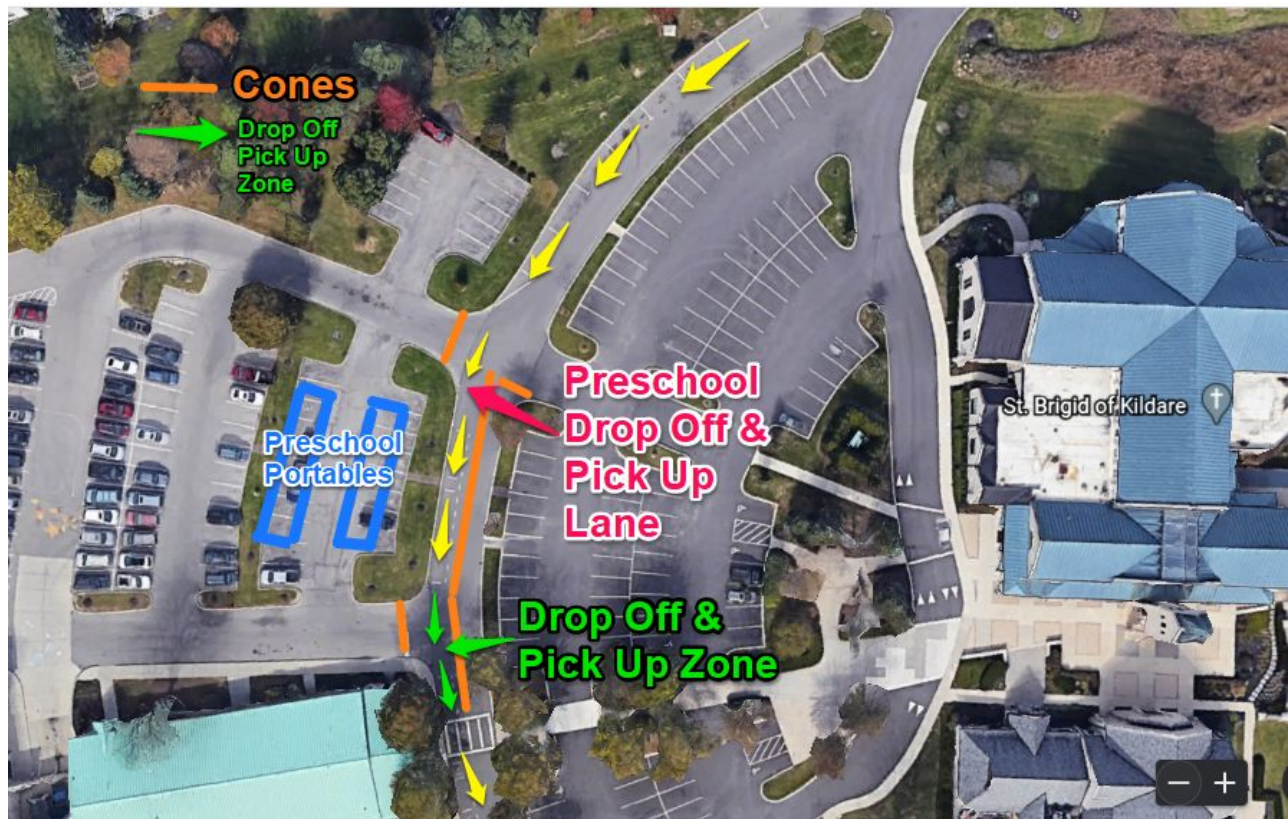 Cones
Drop Off
Pick Up
Zone
Preschool
Drop Off &
Pick Up
Lane
St. Brigid of Kildare
Preschool
Portables
Drop Off &
Pick Up Zone